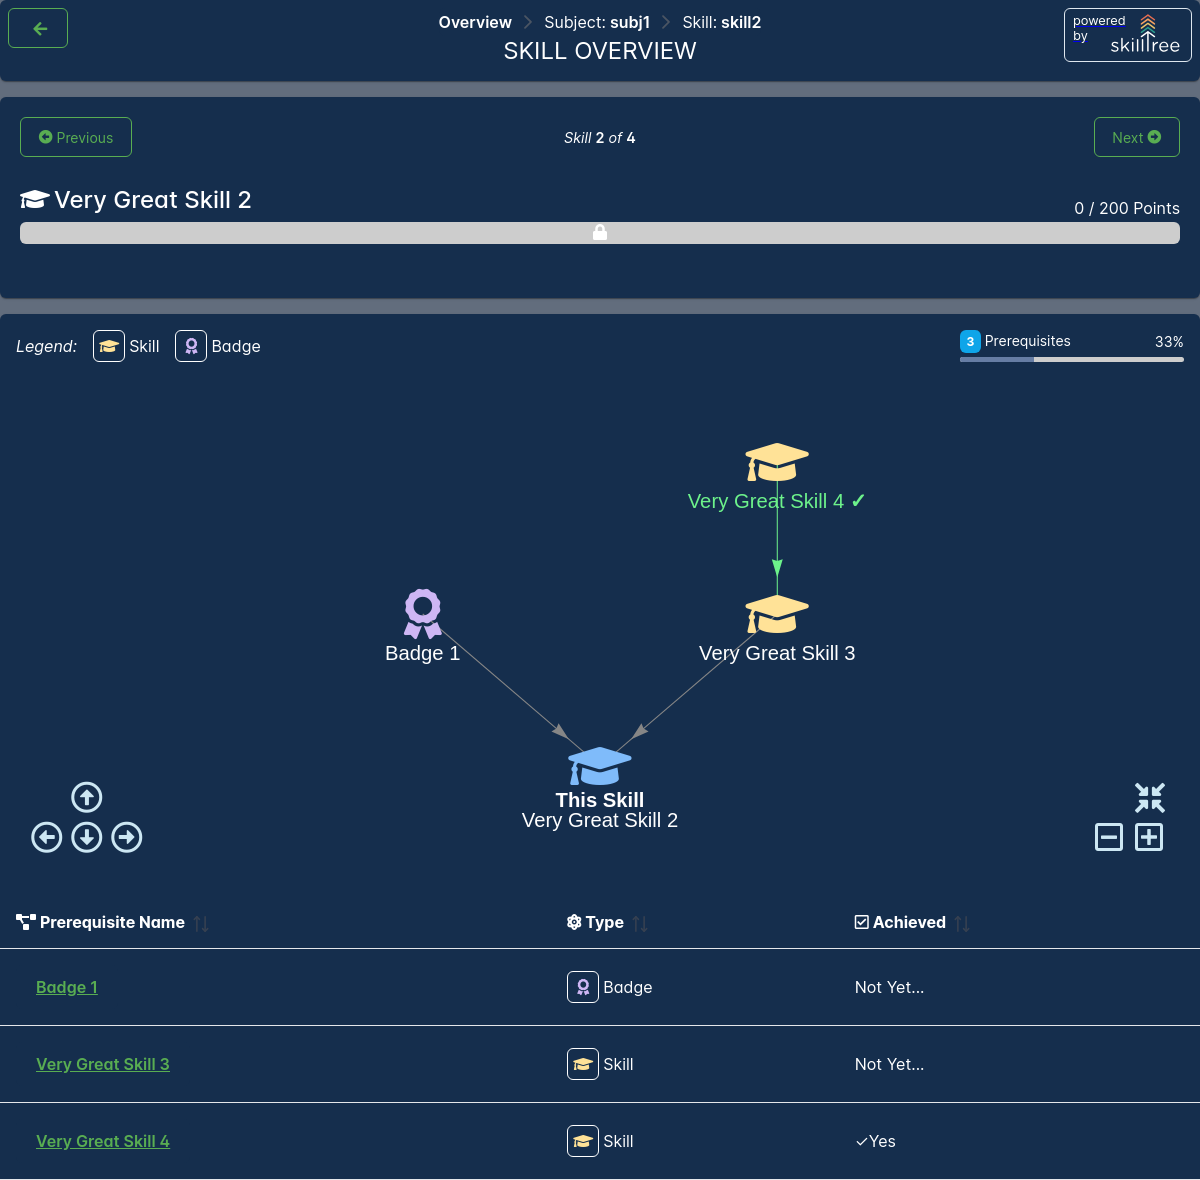 Overview Subject: subj1 Skill: skill2
SKILL OVERVIEW
powered
by
skilltree
Previous
Skill 2 of 4
Next
Very Great Skill 2
0 / 200 Points
Legend: Skill Badge
3 Prerequisites 33%
Very Great Skill 4 ✓
Badge 1
Very Great Skill 3
This Skill
Very Great Skill 2
Prerequisite Name Type Achieved
Badge 1 Badge Not Yet...
Very Great Skill 3 Skill Not Yet...
Very Great Skill 4 Skill ✓Yes